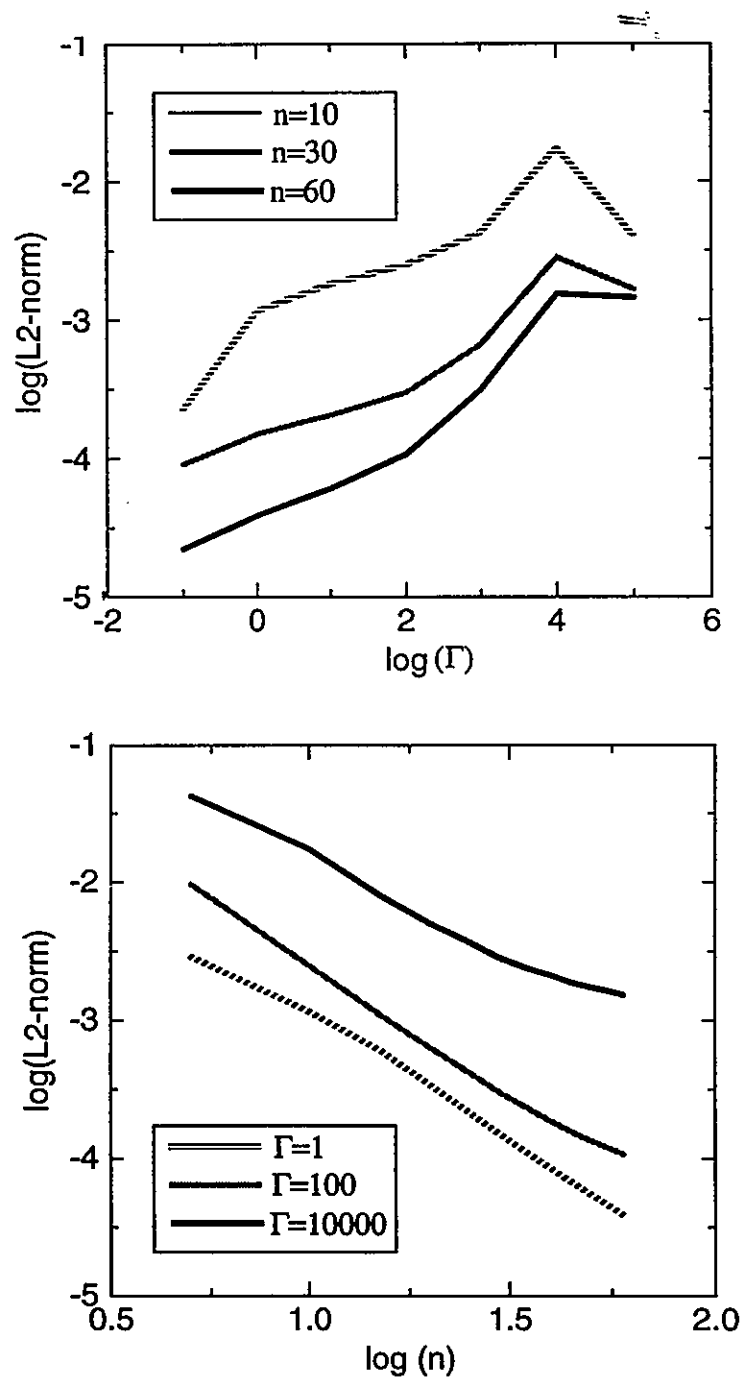 -1
-2
-3
-4
-5
log(L2-norm)
n=10
n=30
n=60
-2 0 2 4 6
log (Γ)
-1
-2
-3
-4
-5
log(L2-norm)
Γ=1
Γ=100
Γ=10000
0.5 1.0 1.5 2.0
log (n)